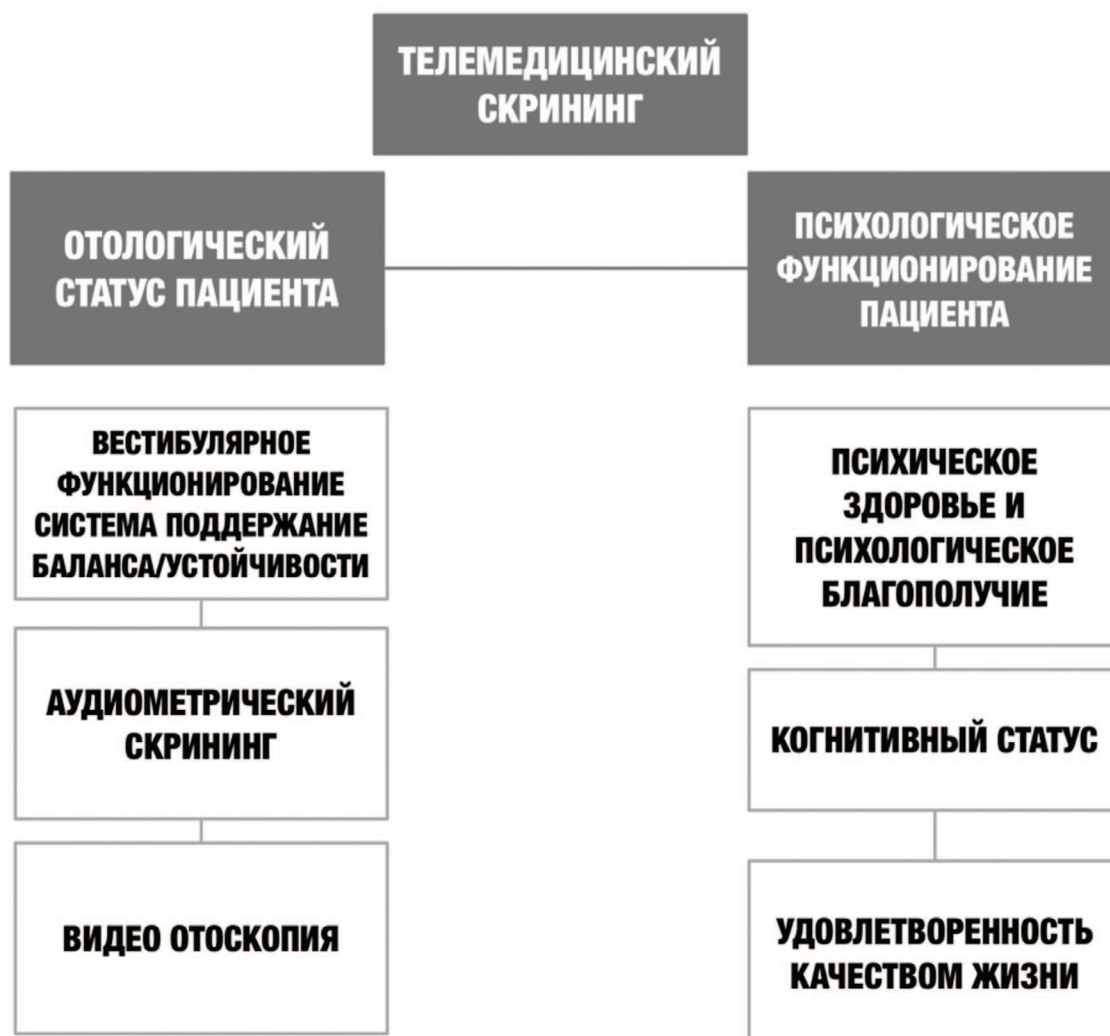 ТЕЛЕМЕДИЦИНСКИЙ
СКРИНИНГ
ОТОЛОГИЧЕСКИЙ
СТАТУС ПАЦИЕНТА
ПСИХОЛОГИЧЕСКОЕ
ФУНКЦИОНИРОВАНИЕ
ПАЦИЕНТА
ВЕСТИБУЛЯРНОЕ
ФУНКЦИОНИРОВАНИЕ
СИСТЕМА ПОДДЕРЖАНИЕ
БАЛАНСА/УСТОЙЧИВОСТИ
АУДИОМЕТРИЧЕСКИЙ
СКРИНИНГ
ВИДЕО ОТОСКОПИЯ
ПСИХИЧЕСКОЕ
ЗДОРОВЬЕ И
ПСИХОЛОГИЧЕСКОЕ
БЛАГОПОЛУЧИЕ
КОГНИТИВНЫЙ СТАТУС
УДОВЛЕТВОРЕННОСТЬ
КАЧЕСТВОМ ЖИЗНИ